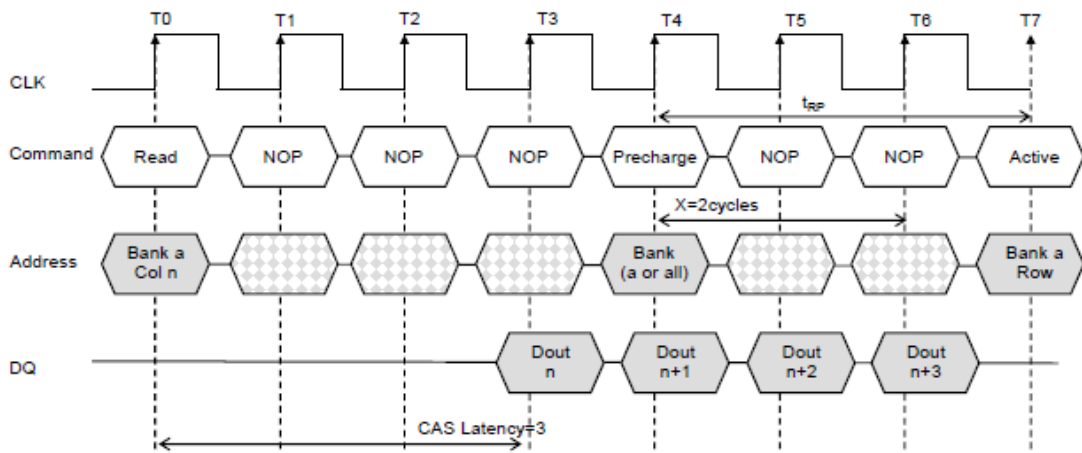 T0 T1 T2 T3 T4 T5 T6 T7
CLK
tRP
Command Read NOP NOP NOP Precharge NOP NOP Active
X=2cycles
Address Bank a Col n Bank (a or all) Bank a Row
DQ Dout n Dout n+1 Dout n+2 Dout n+3
CAS Latency=3